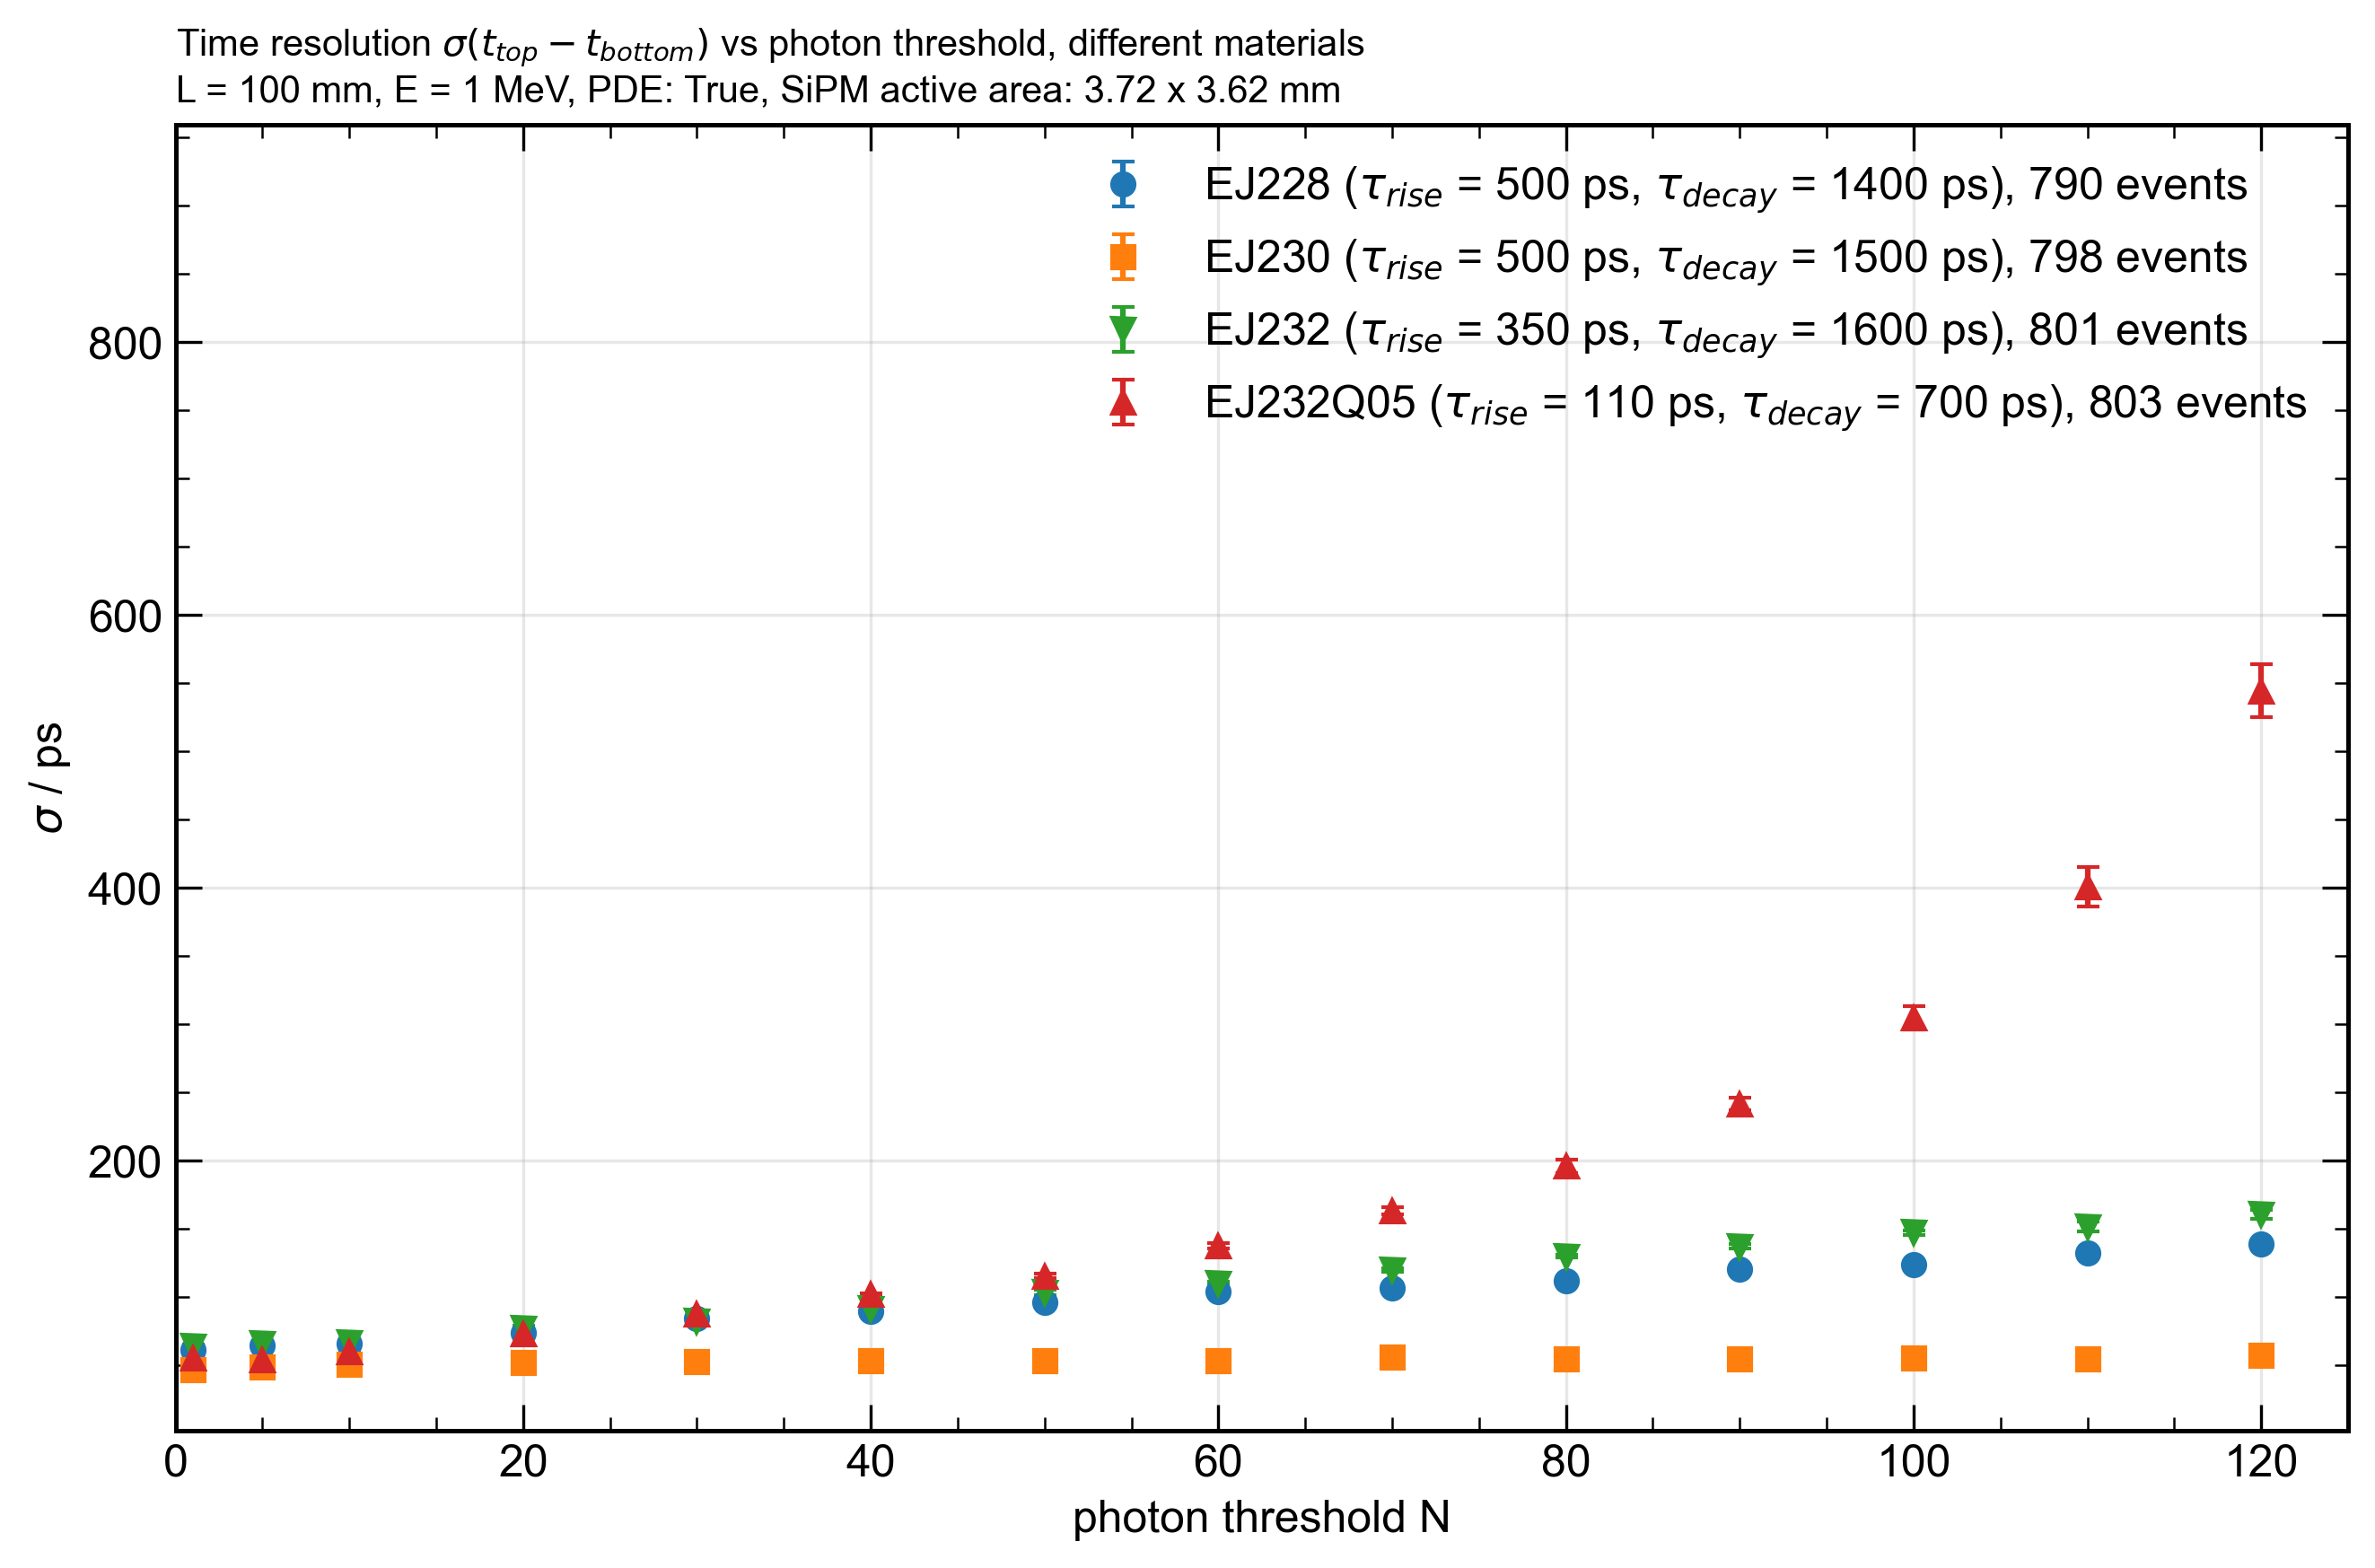 Time resolution σ(t_top − t_bottom) vs photon threshold, different materials
L = 100 mm, E = 1 MeV, PDE: True, SiPM active area: 3.72 x 3.62 mm
EJ228 (τ_rise = 500 ps, τ_decay = 1400 ps), 790 events
EJ230 (τ_rise = 500 ps, τ_decay = 1500 ps), 798 events
EJ232 (τ_rise = 350 ps, τ_decay = 1600 ps), 801 events
EJ232Q05 (τ_rise = 110 ps, τ_decay = 700 ps), 803 events
800
600
400
200
σ / ps
0 20 40 60 80 100 120
photon threshold N